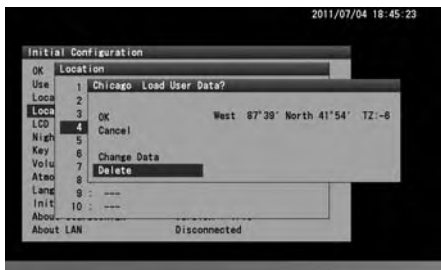 2011/07/04 18:45:23
Initial Configuration
OK
Location
Use
1
Chicago Load User Data?
Loca
2
Loca
3
OK
West 87°39' North 41°54' TZ:-6
LCD
4
Cancel
Nigh
5
Key
6
Change Data
Volu
7
Delete
Atmo
8
Lang
9 : ---
Init
10 : ---
About LAN
Disconnected